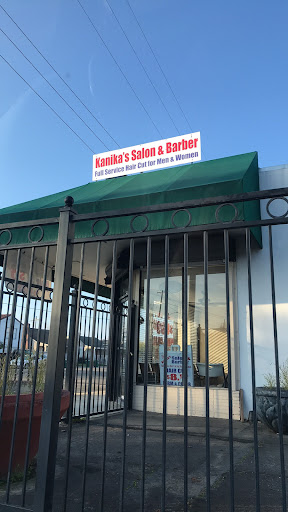 Kanika's Salon & Barber
Full Service Hair Cut for Men & Women